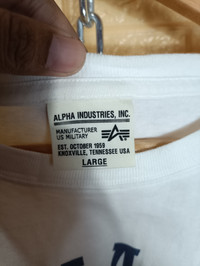 ALPHA INDUSTRIES, INC.
MANUFACTURER
US MILITARY
EST. OCTOBER 1959
KNOXVILLE, TENNESSEE USA
LARGE